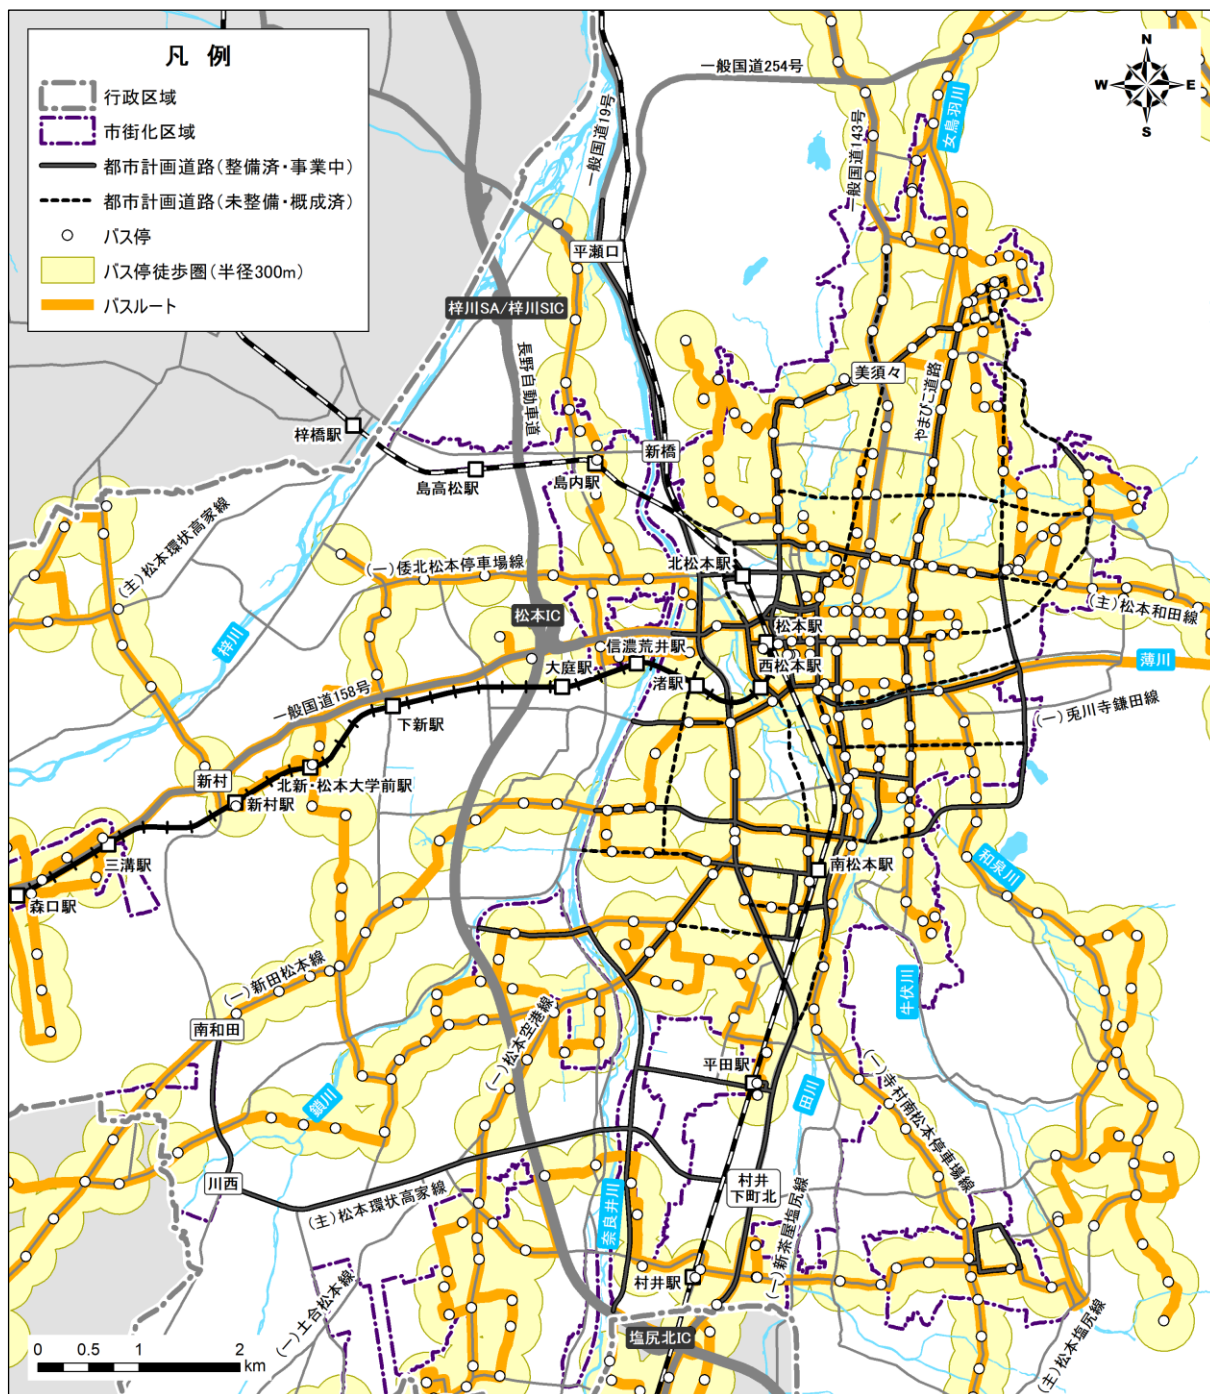 凡 例
行政区域
市街化区域
都市計画道路(整備済・事業中)
都市計画道路(未整備・概成済)
バス停
バス停徒歩圏(半径300m)
バスルート
N
W
E
S
一般国道254号
一般国道19号
一般国道143号
女鳥羽川
平瀬口
梓川SA/梓川SIC
長野自動車道
美須々
やまびこ道路
梓橋駅
島高松駅
島内駅
新橋
(主)松本環状高家線
(一)倭北松本停車場線
北松本駅
梓川
松本IC
松本駅
(主)松本和田線
信濃荒井駅
西松本駅
大庭駅
渚駅
薄川
一般国道158号
下新駅
(一)兎川寺鎌田線
新村
北新・松本大学前駅
新村駅
三溝駅
森口駅
南松本駅
和泉川
(一)新田松本線
牛伏川
南和田
(一)松本空港線
平田駅
鎖川
田川
(一)寺村南松本停車場線
川西
(主)松本環状高家線
村井
下町北
奈良井川
(一)新茶屋塩尻線
村井駅
(一)土合松本線
塩尻北IC
(主)松本塩尻線
0 0.5 1 2
km